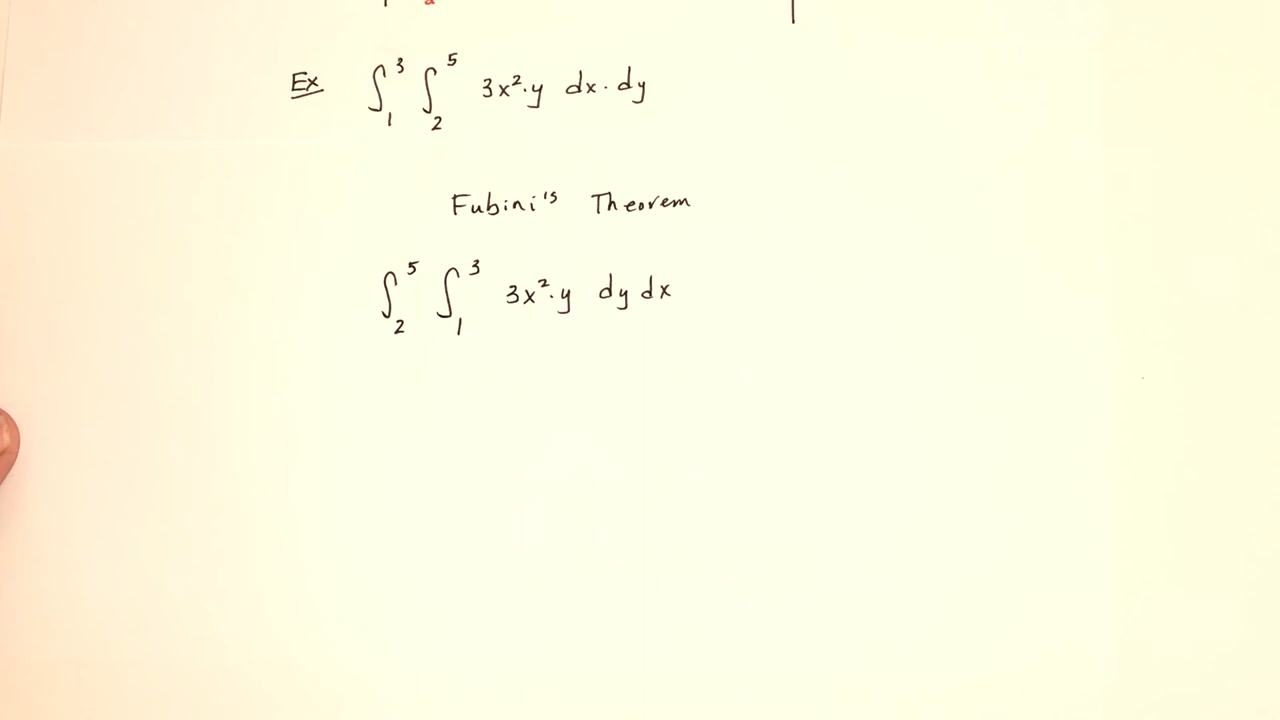 Ex ∫₁³ ∫₂⁵ 3x²·y dx·dy
Fubini's Theorem
∫₂⁵ ∫₁³ 3x²·y dy dx